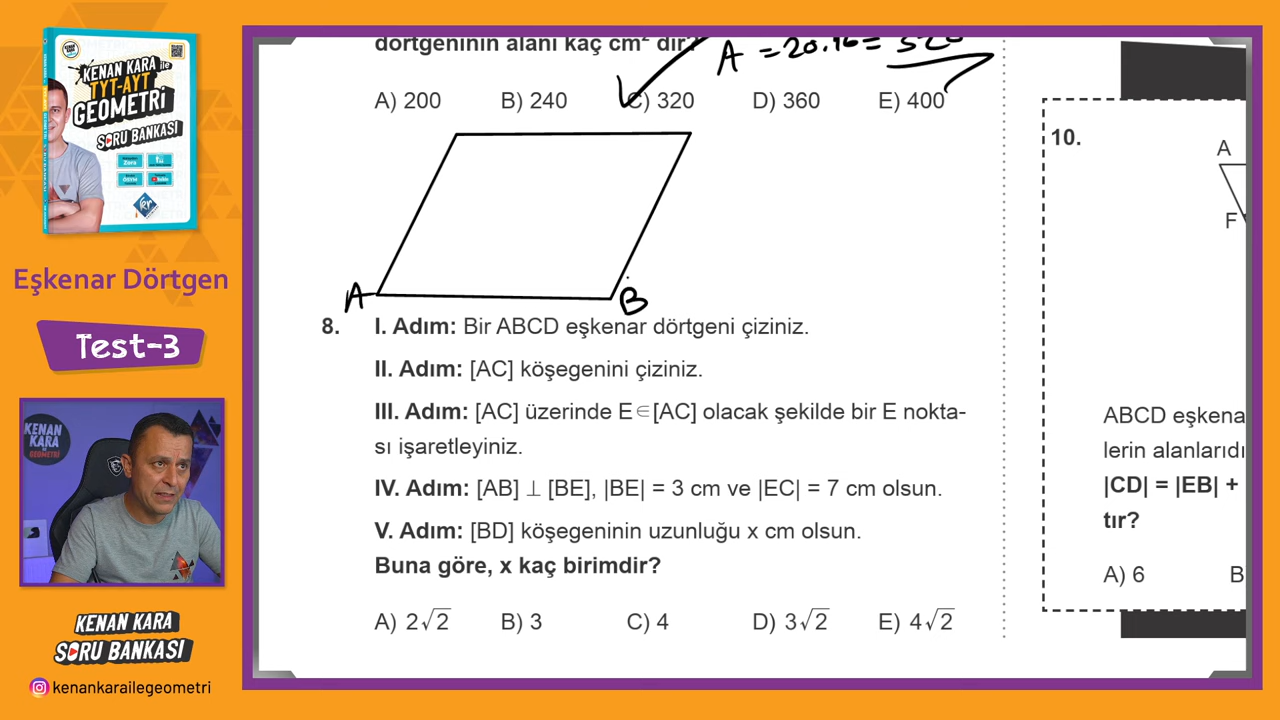 KENAN KARA ile
TYT-AYT
GEOMETRİ
SORU BANKASI
Eşkenar Dörtgen
Test-3
KENAN
KARA
GEOMETRİ
KENAN KARA
SORU BANKASI
kenankarailegeometri
dörtgeninin alanı kaç cm² dir?
A = 20.16 = 320
A) 200 B) 240 C) 320 D) 360 E) 400
A B
8. I. Adım: Bir ABCD eşkenar dörtgeni çiziniz.
II. Adım: [AC] köşegenini çiziniz.
III. Adım: [AC] üzerinde E∈[AC] olacak şekilde bir E nokta-
sı işaretleyiniz.
IV. Adım: [AB] ⊥ [BE], |BE| = 3 cm ve |EC| = 7 cm olsun.
V. Adım: [BD] köşegeninin uzunluğu x cm olsun.
Buna göre, x kaç birimdir?
A) 2√2 B) 3 C) 4 D) 3√2 E) 4√2
10.
A
F
ABCD eşkena
lerin alanlarıdı
|CD| = |EB| +
tır?
A) 6 B